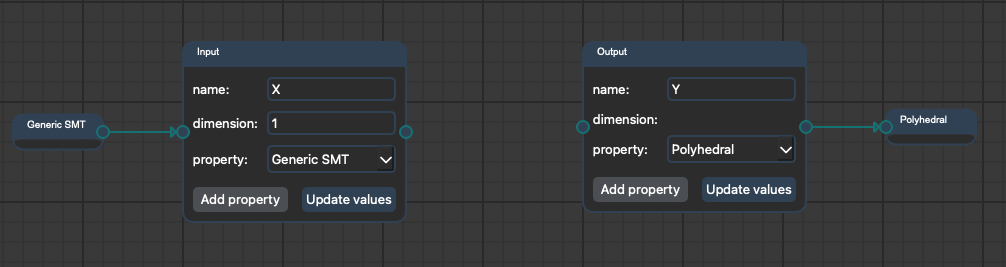 Generic SMT
Input
name: X
dimension: 1
property: Generic SMT
Add property Update values
Output
name: Y
dimension:
property: Polyhedral
Add property Update values
Polyhedral